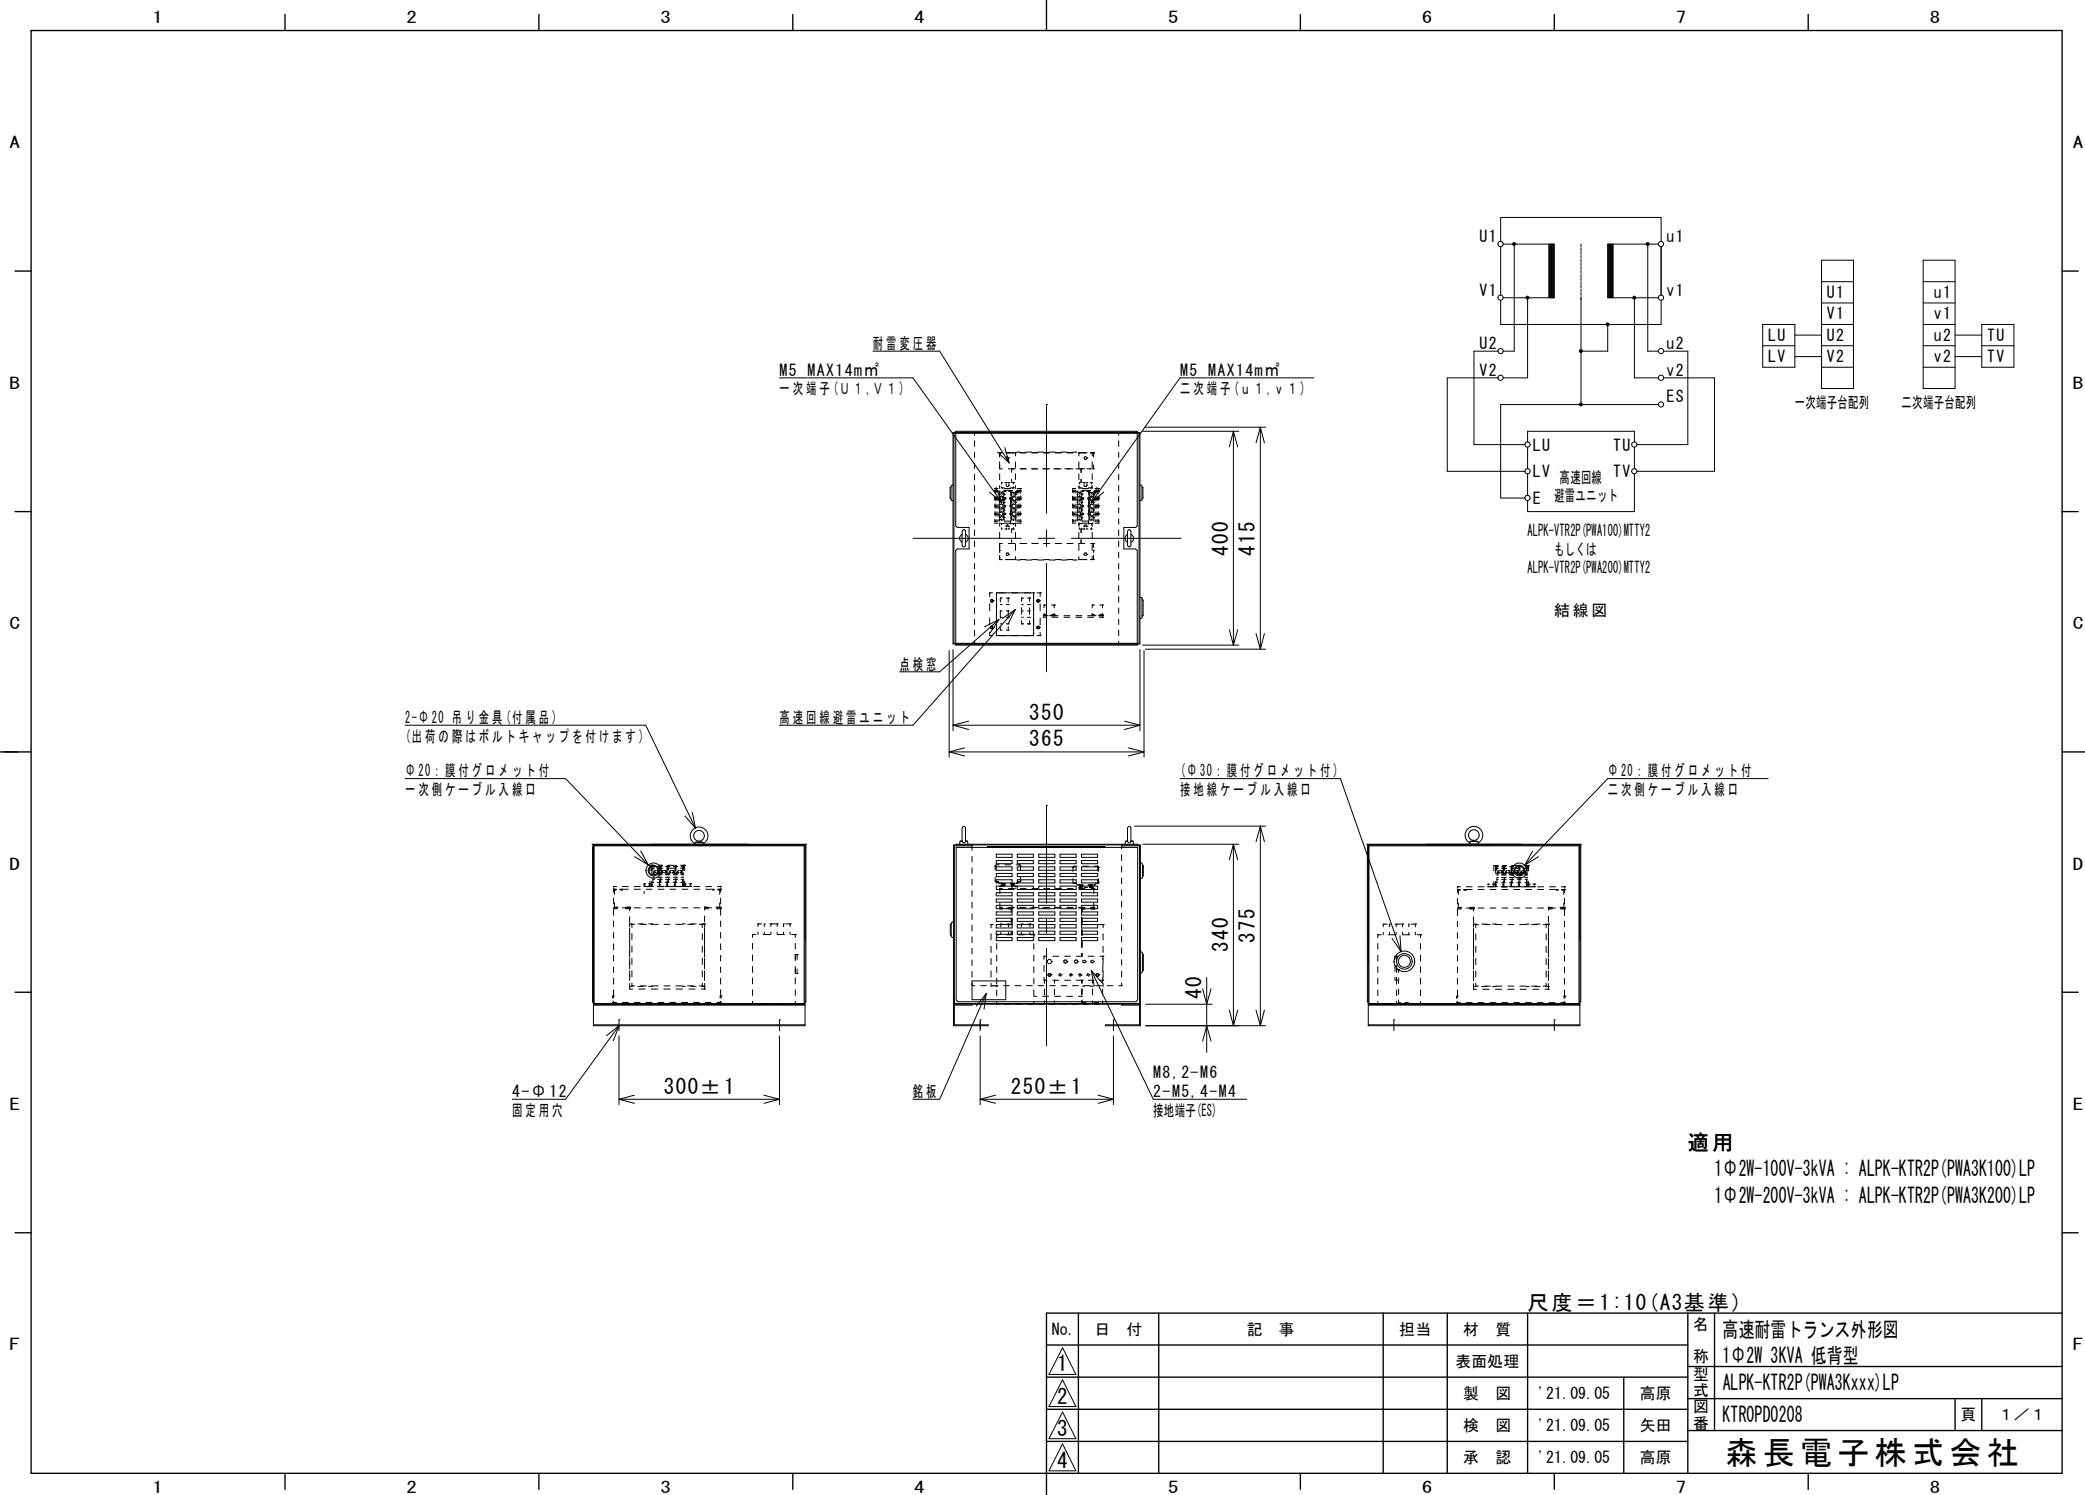 1 2 3 4 5 6 7 8
A A
B B
C C
D D
E E
F F
U1 u1
V1 v1
U2 u2
V2 v2
ES
LU TU
LV TV
E
高速回線
避雷ユニット
ALPK-VTR2P(PWA100)MTTY2
もしくは
ALPK-VTR2P(PWA200)MTTY2
結線図
U1
V1
LU U2
LV V2
一次端子台配列
u1
v1
u2 TU
v2 TV
二次端子台配列
耐雷変圧器
M5 MAX14mm²
一次端子(U1,V1)
M5 MAX14mm²
二次端子(u1,v1)
400
415
点検窓
高速回線避雷ユニット
350
365
2-Φ20 吊り金具(付属品)
(出荷の際はボルトキャップを付けます)
Φ20:膜付グロメット付
一次側ケーブル入線口
(Φ30:膜付グロメット付)
接地線ケーブル入線口
Φ20:膜付グロメット付
二次側ケーブル入線口
340
375
40
4-Φ12
固定用穴
300±1
銘板
250±1
M8,2-M6
2-M5,4-M4
接地端子(ES)
適用
1Φ2W-100V-3kVA : ALPK-KTR2P(PWA3K100)LP
1Φ2W-200V-3kVA : ALPK-KTR2P(PWA3K200)LP
尺度=1:10(A3基準)
No. 日 付 記 事 担当 材 質
1 表面処理
2 製 図 '21.09.05 高原
3 検 図 '21.09.05 矢田
4 承 認 '21.09.05 高原
名称 高速耐雷トランス外形図
1Φ2W 3KVA 低背型
型式 ALPK-KTR2P(PWA3Kxxx)LP
図番 KTR0PD0208 頁 1/1
森長電子株式会社
1 2 3 4 5 6 7 8